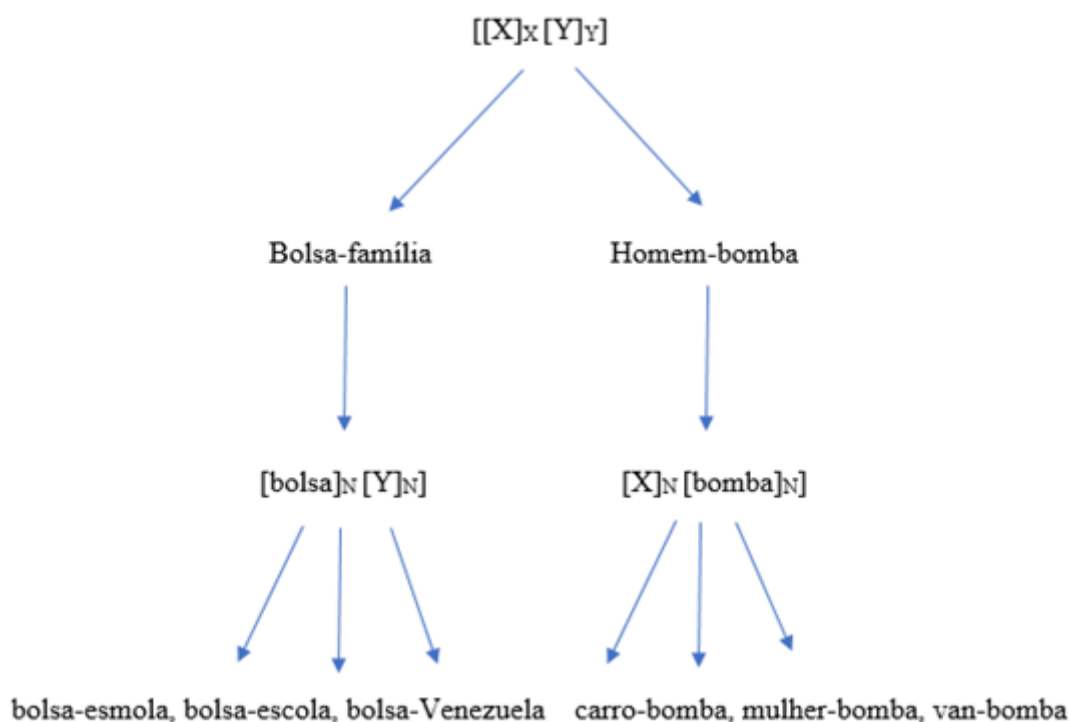 [[X]X [Y]Y]
Bolsa-família Homem-bomba
[bolsa]N [Y]N] [X]N [bomba]N]
bolsa-esmola, bolsa-escola, bolsa-Venezuela carro-bomba, mulher-bomba, van-bomba